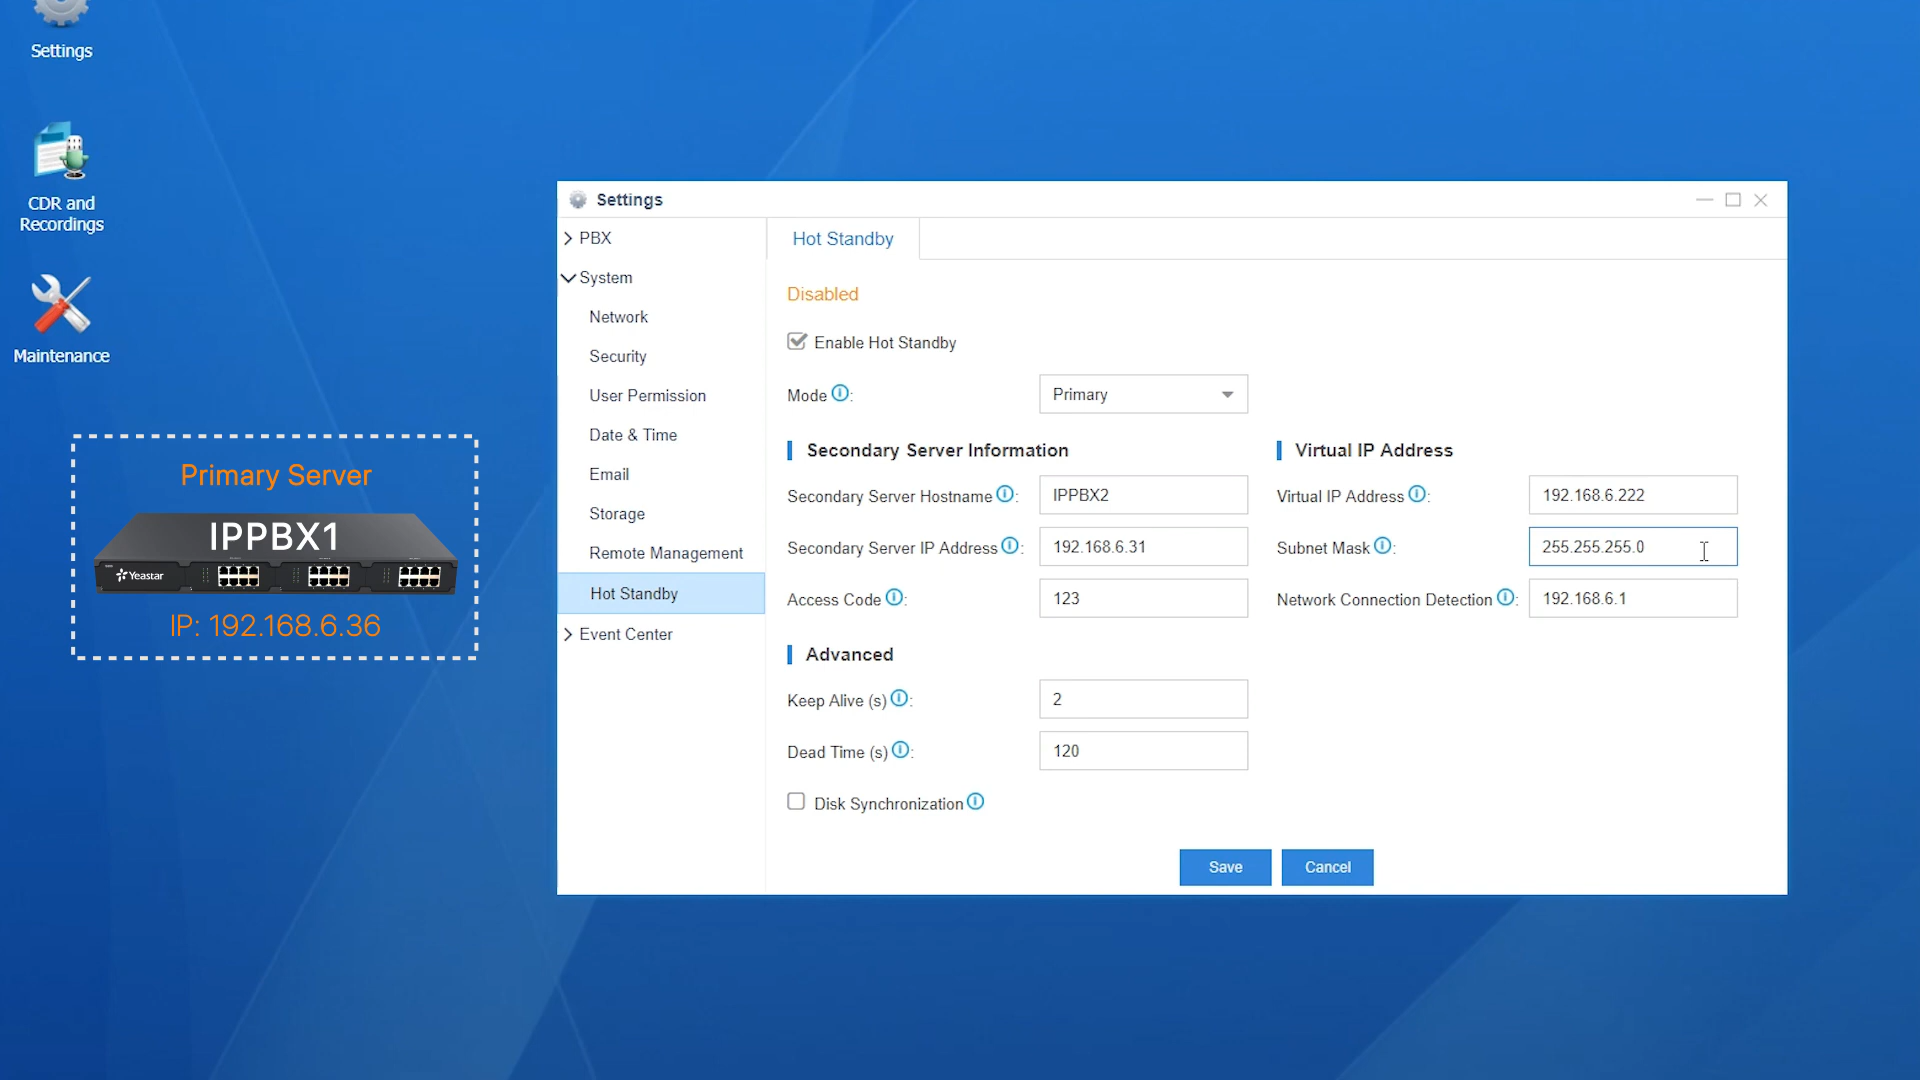 Settings
CDR and
Recordings
Maintenance
Primary Server
IPPBX1
Yeastar
IP: 192.168.6.36
Settings
PBX
System
Network
Security
User Permission
Date & Time
Email
Storage
Remote Management
Hot Standby
Event Center
Hot Standby
Disabled
Enable Hot Standby
Mode : Primary
Secondary Server Information
Secondary Server Hostname : IPPBX2
Secondary Server IP Address : 192.168.6.31
Access Code : 123
Virtual IP Address
Virtual IP Address : 192.168.6.222
Subnet Mask : 255.255.255.0
Network Connection Detection : 192.168.6.1
Advanced
Keep Alive (s) : 2
Dead Time (s) : 120
Disk Synchronization
Save
Cancel